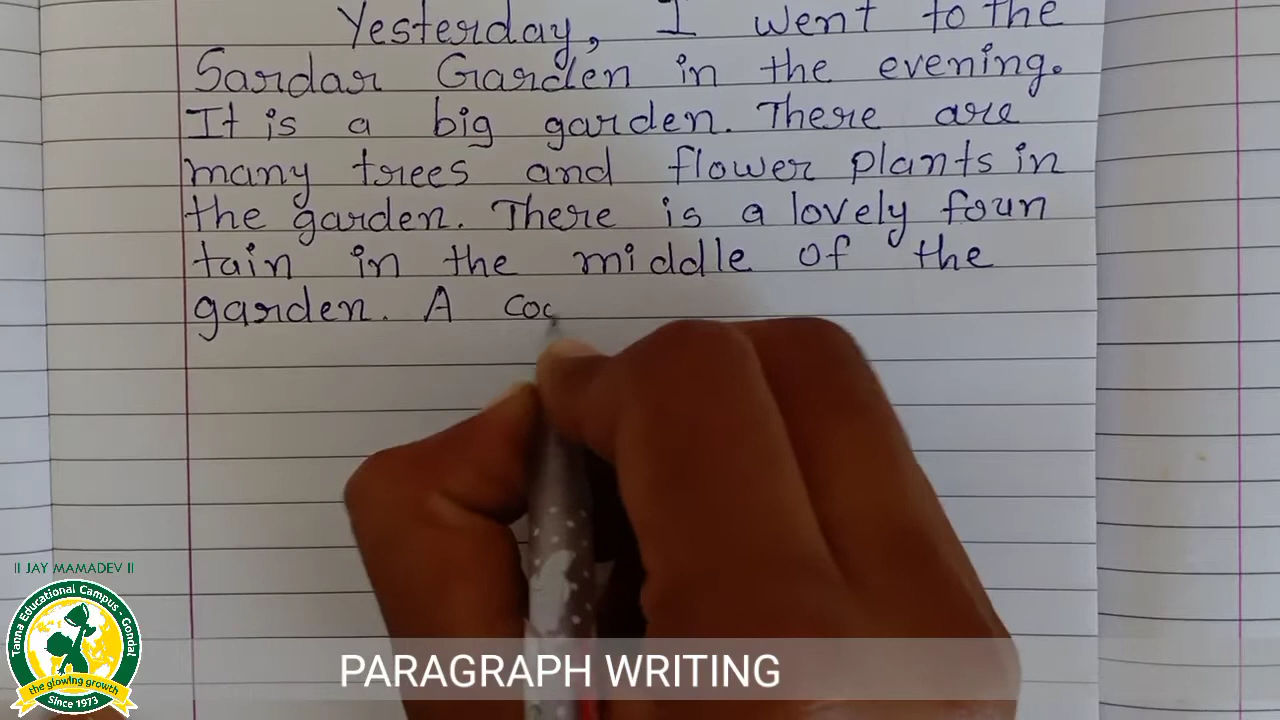 Yesterday, I went to the
Sardar Garden in the evening.
It is a big garden. There are
many trees and flower plants in
the garden. There is a lovely foun
tain in the middle of the
garden. A coo
॥ JAY MAMADEV ॥
Tanna Educational Campus - Gondal
the glowing growth
Since 1973
PARAGRAPH WRITING